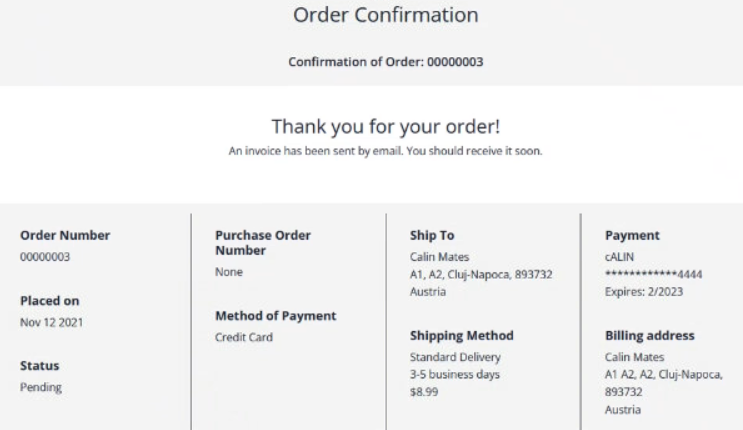 Order Confirmation
Confirmation of Order: 00000003
Thank you for your order!
An invoice has been sent by email. You should receive it soon.
Order Number
00000003
Placed on
Nov 12 2021
Status
Pending
Purchase Order
Number
None
Method of Payment
Credit Card
Ship To
Calin Mates
A1, A2, Cluj-Napoca, 893732
Austria
Shipping Method
Standard Delivery
3-5 business days
$8.99
Payment
cALIN
************4444
Expires: 2/2023
Billing address
Calin Mates
A1 A2, A2, Cluj-Napoca,
893732
Austria